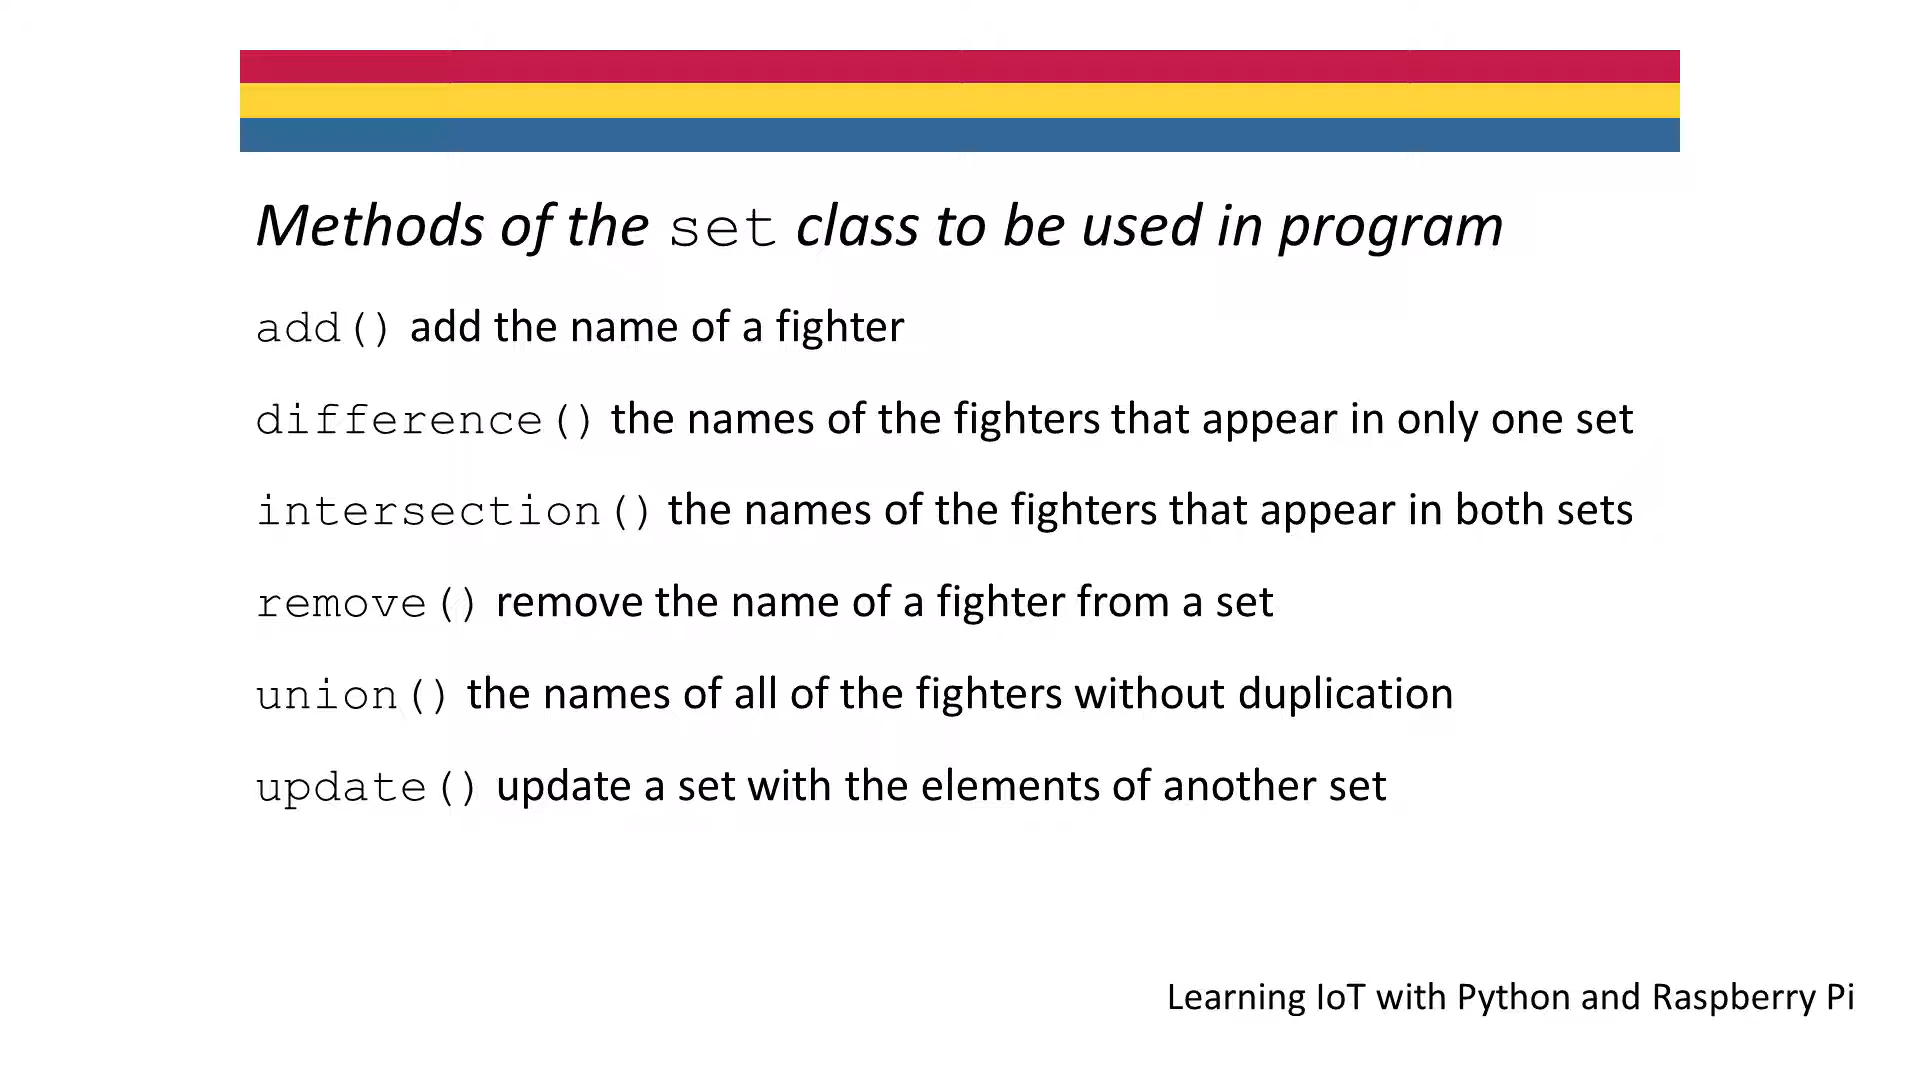 Methods of the set class to be used in program
add() add the name of a fighter
difference() the names of the fighters that appear in only one set
intersection() the names of the fighters that appear in both sets
remove() remove the name of a fighter from a set
union() the names of all of the fighters without duplication
update() update a set with the elements of another set
Learning IoT with Python and Raspberry Pi